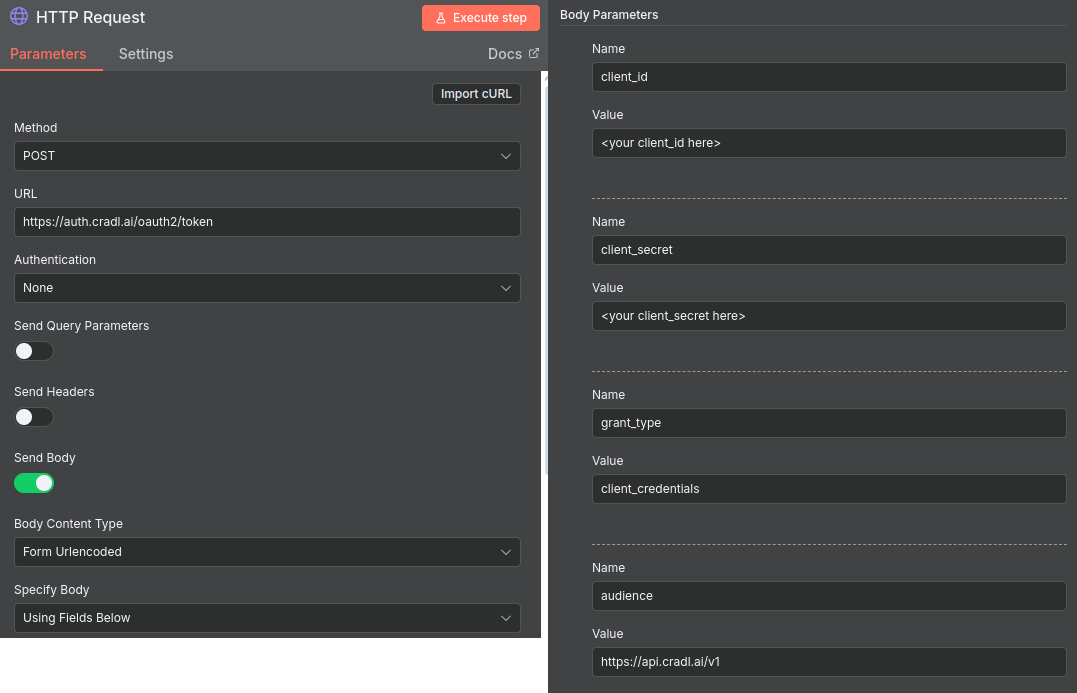 HTTP Request
Execute step
Parameters
Settings
Docs
Import cURL
Method
POST
URL
https://auth.cradl.ai/oauth2/token
Authentication
None
Send Query Parameters
Send Headers
Send Body
Body Content Type
Form Urlencoded
Specify Body
Using Fields Below
Body Parameters
Name
client_id
Value
<your client_id here>
Name
client_secret
Value
<your client_secret here>
Name
grant_type
Value
client_credentials
Name
audience
Value
https://api.cradl.ai/v1